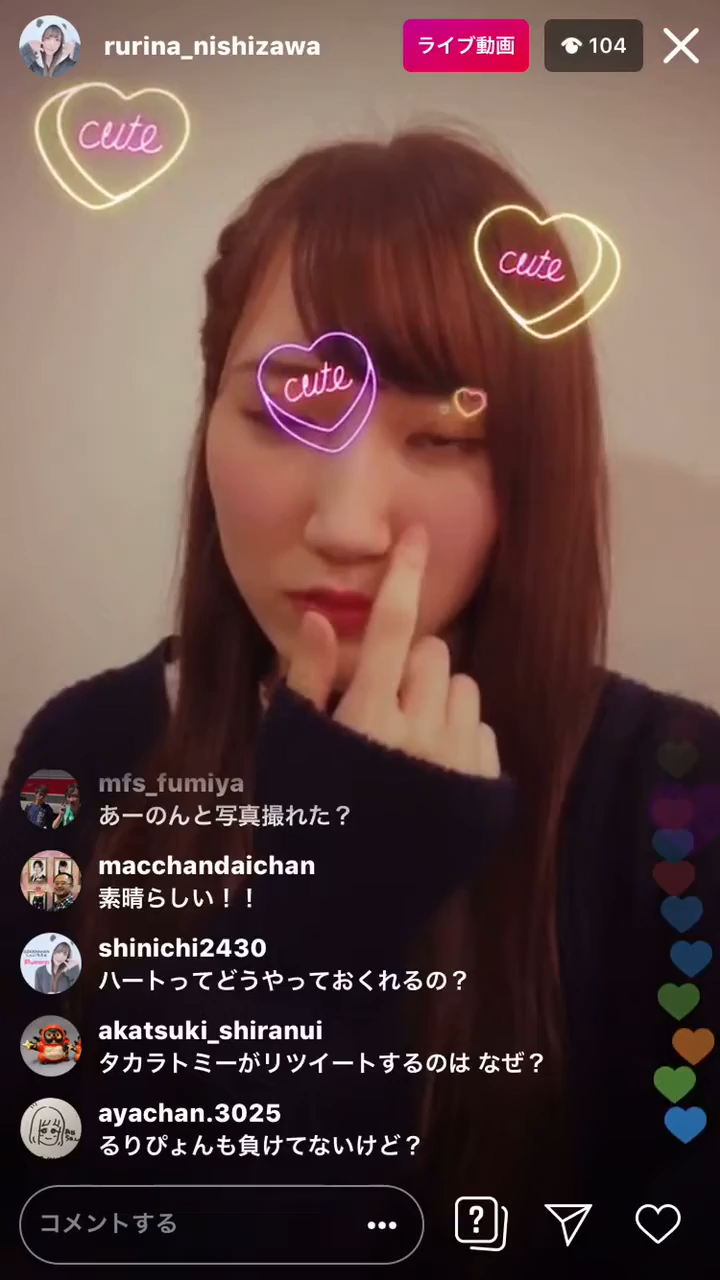 rurina_nishizawa
ライブ動画
104
cute
cute
cute
mfs_fumiya
あーのんと写真撮れた？
macchandaichan
素晴らしい！！
shinichi2430
ハートってどうやっておくれるの？
akatsuki_shiranui
タカラトミーがリツイートするのは なぜ？
ayachan.3025
るりぴょんも負けてないけど？
コメントする